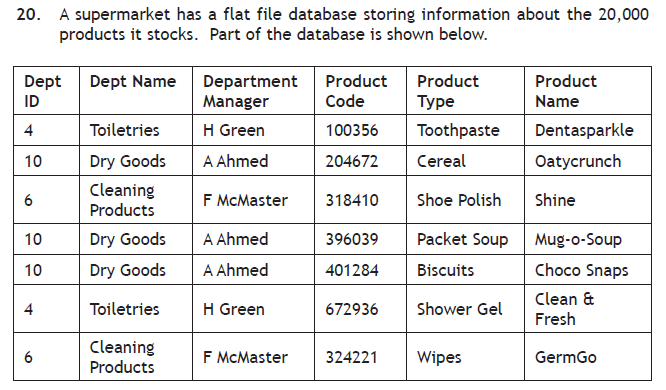 20. A supermarket has a flat file database storing information about the 20,000
products it stocks. Part of the database is shown below.
Dept ID Dept Name Department Manager Product Code Product Type Product Name
4 Toiletries H Green 100356 Toothpaste Dentasparkle
10 Dry Goods A Ahmed 204672 Cereal Oatycrunch
6 Cleaning Products F McMaster 318410 Shoe Polish Shine
10 Dry Goods A Ahmed 396039 Packet Soup Mug-o-Soup
10 Dry Goods A Ahmed 401284 Biscuits Choco Snaps
4 Toiletries H Green 672936 Shower Gel Clean & Fresh
6 Cleaning Products F McMaster 324221 Wipes GermGo